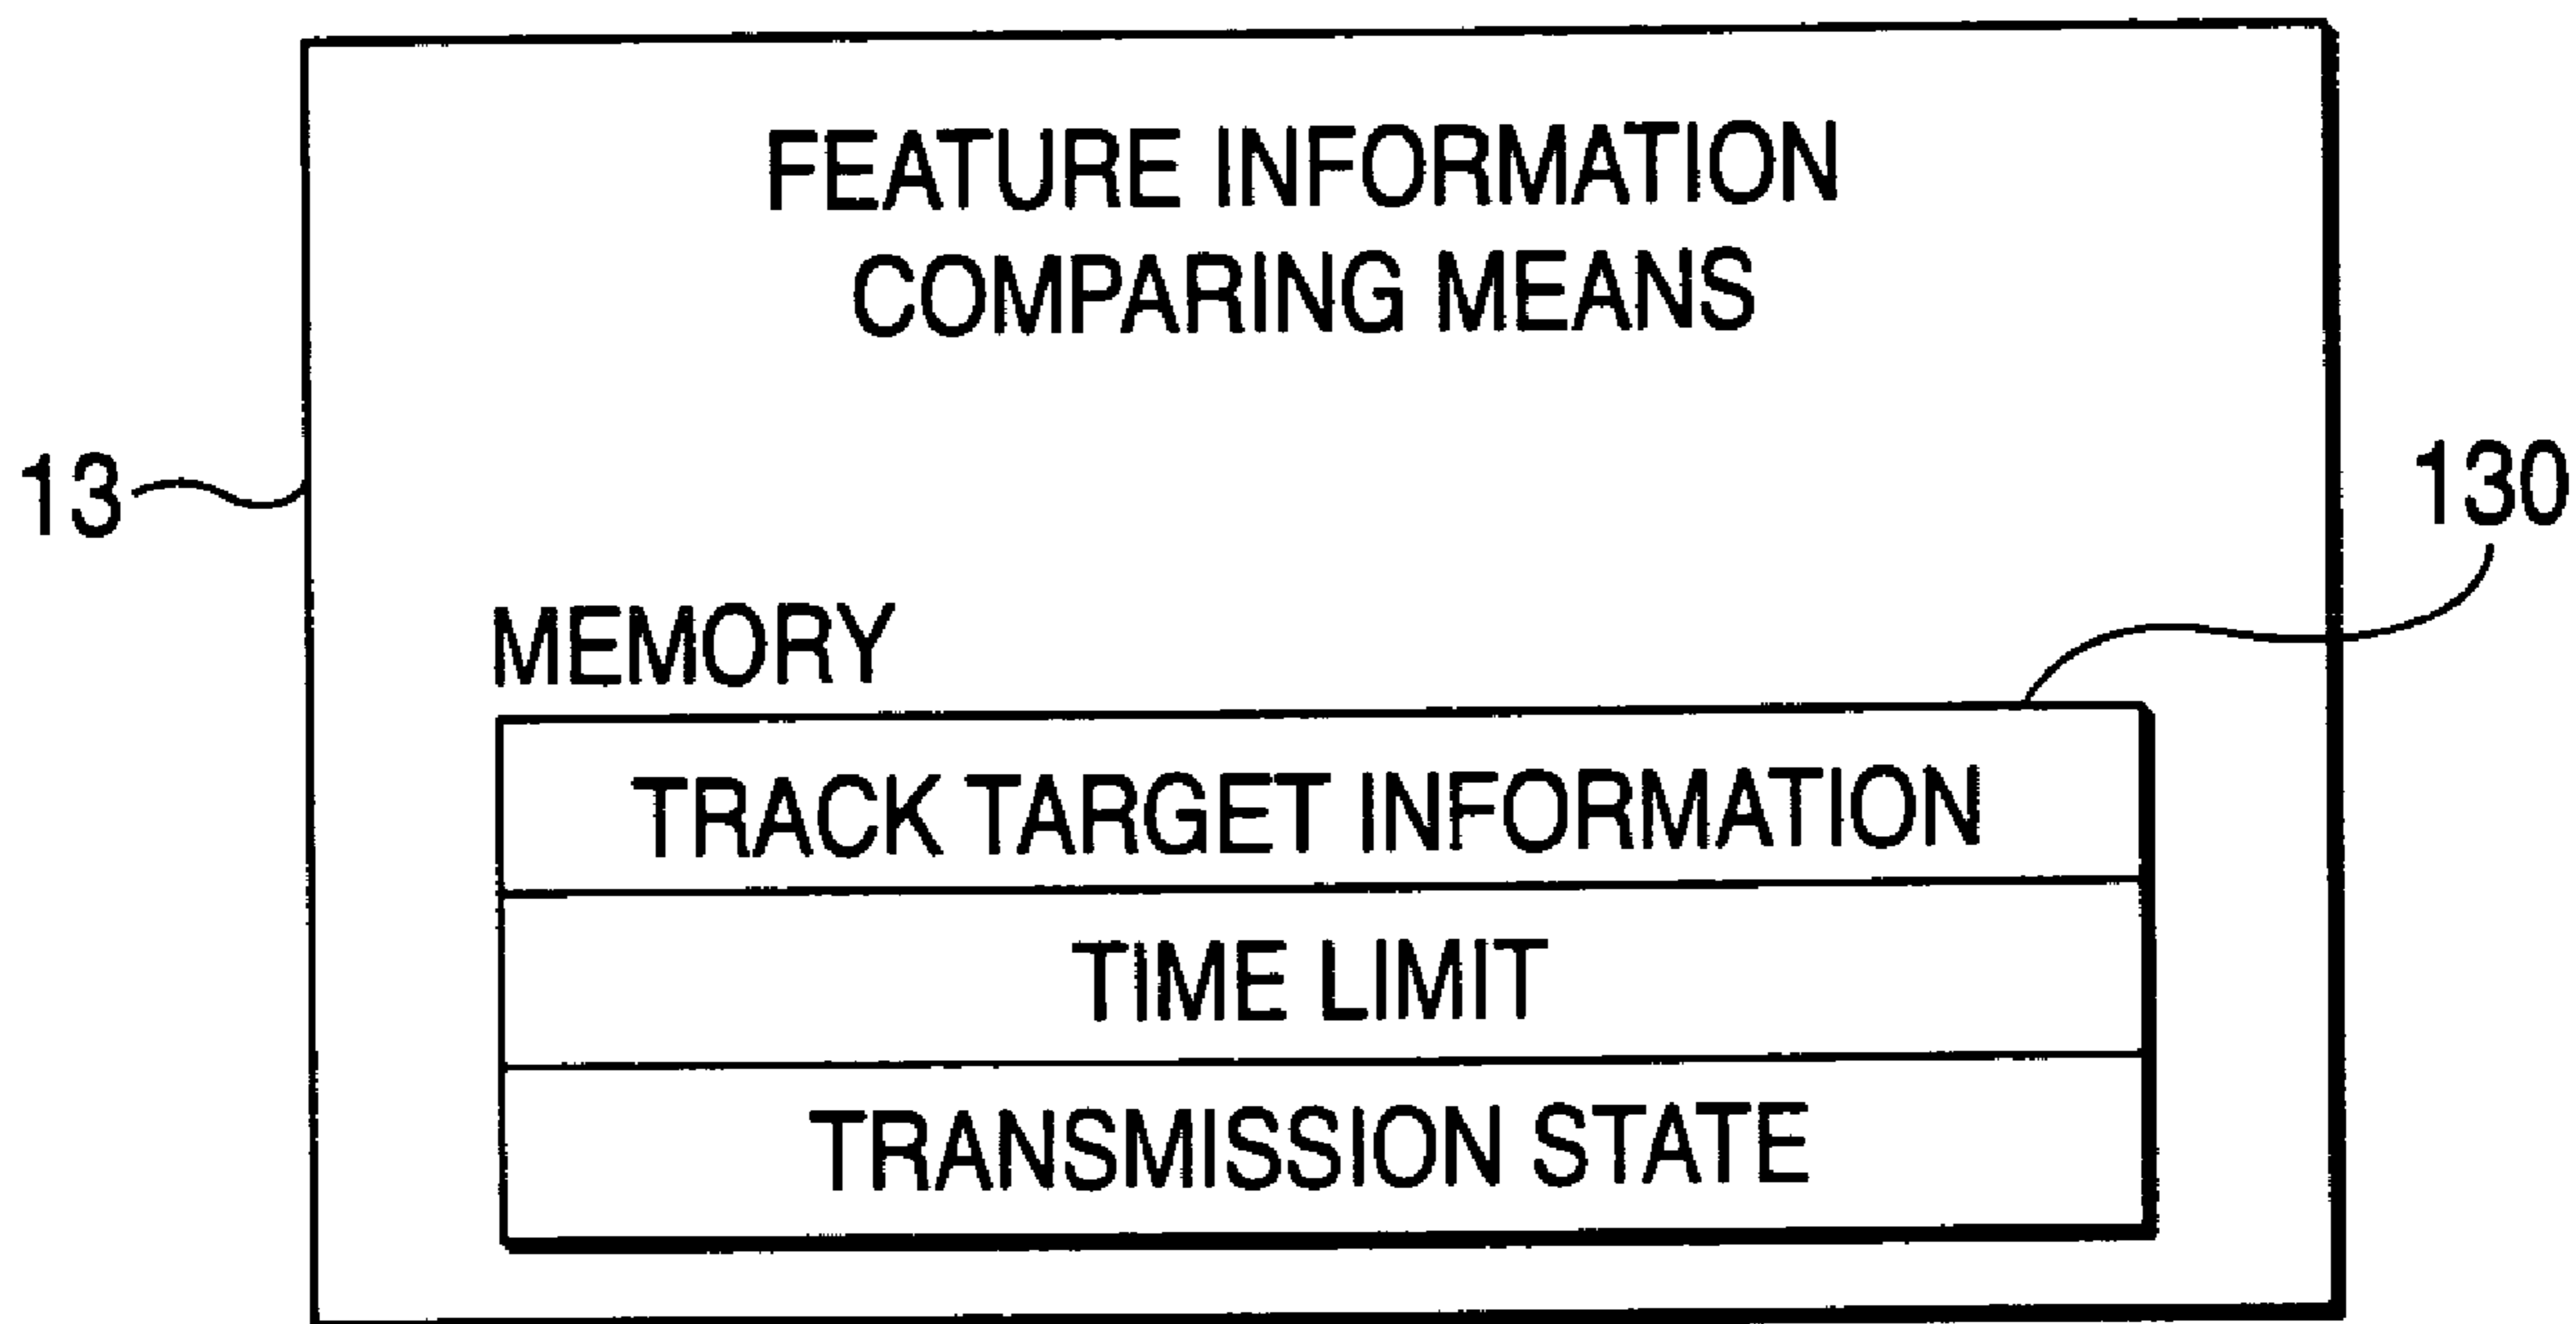 FEATURE INFORMATION
COMPARING MEANS
13
130
MEMORY
TRACK TARGET INFORMATION
TIME LIMIT
TRANSMISSION STATE